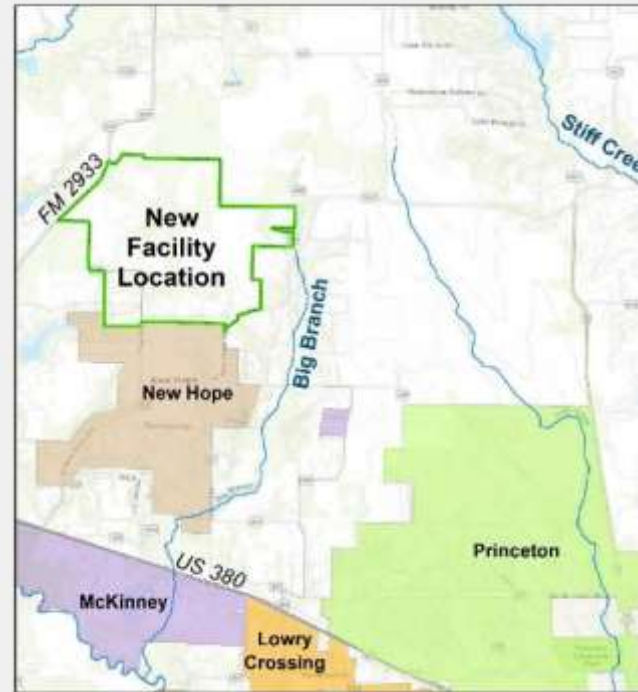 Stiff Cree
FM 2933
New
Facility
Location
Big Branch
New Hope
US 380
Princeton
McKinney
Lowry
Crossing